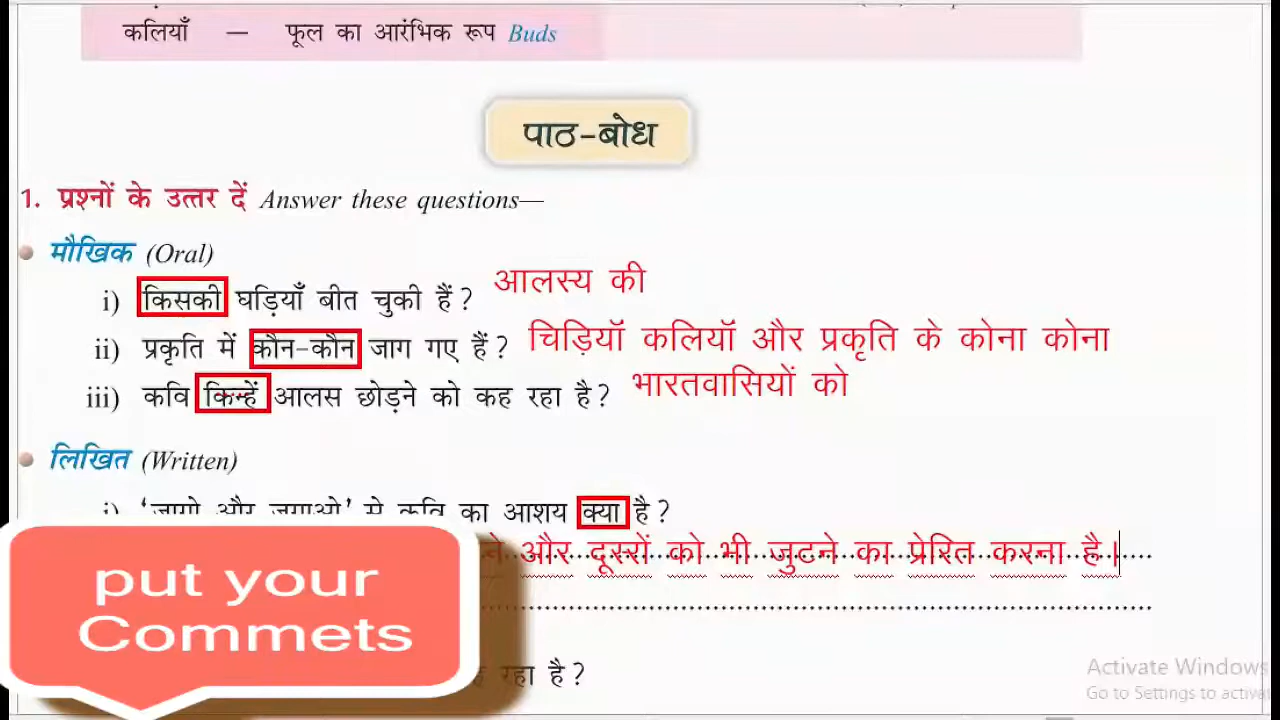 कलियाँ — फूल का आरंभिक रूप Buds
पाठ-बोध
1. प्रश्नों के उत्तर दें Answer these questions—
मौखिक (Oral)
i) किसकी घड़ियाँ बीत चुकी हैं? आलस्य की
ii) प्रकृति में कौन-कौन जाग गए हैं? चिड़ियॉ कलियॉ और प्रकृति के कोना कोना
iii) कवि किन्हें आलस छोड़ने को कह रहा है? भारतवासियों को
लिखित (Written)
i) 'जागो और जगाओ' से कवि का आशय क्या है?
और दूसरों को भी जुटने का प्रेरित करना है।
रहा है?
put your
Commets
Activate Windows
Go to Settings to activat